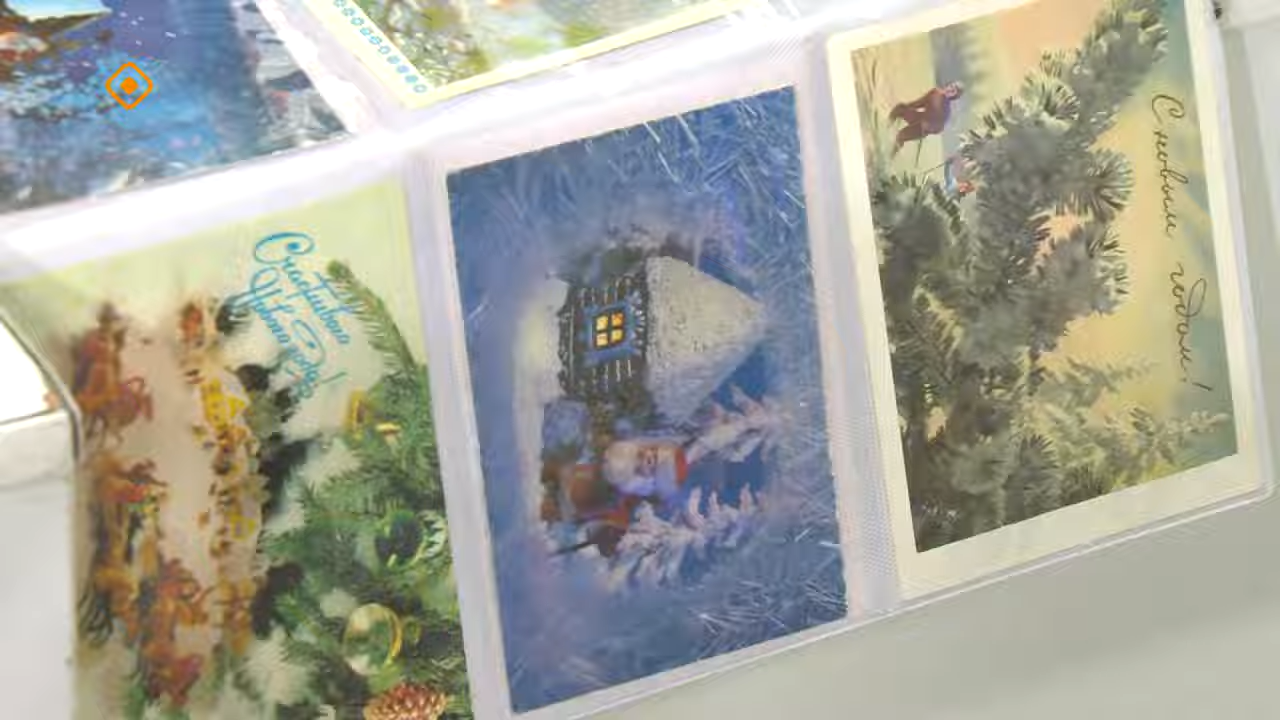 Счастливого
Нового года!
С новым годом!